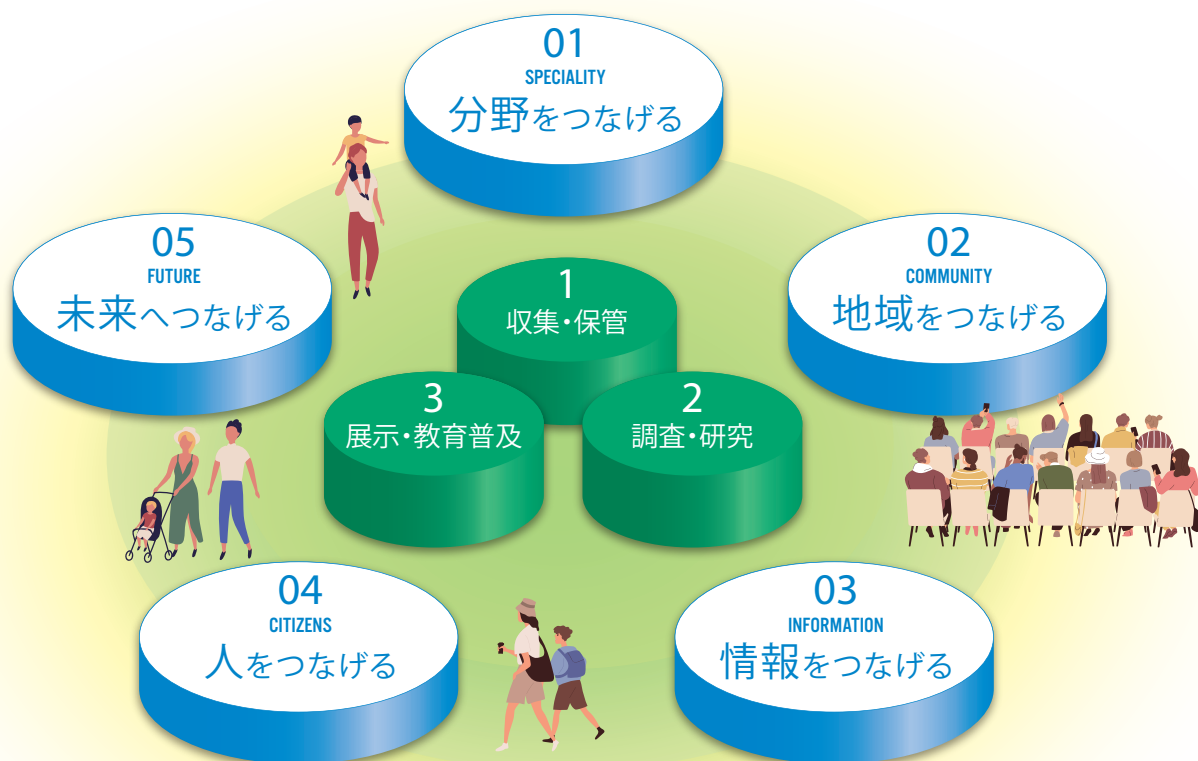 01
SPECIALITY
分野をつなげる
02
COMMUNITY
地域をつなげる
03
INFORMATION
情報をつなげる
04
CITIZENS
人をつなげる
05
FUTURE
未来へつなげる
1
収集・保管
2
調査・研究
3
展示・教育普及